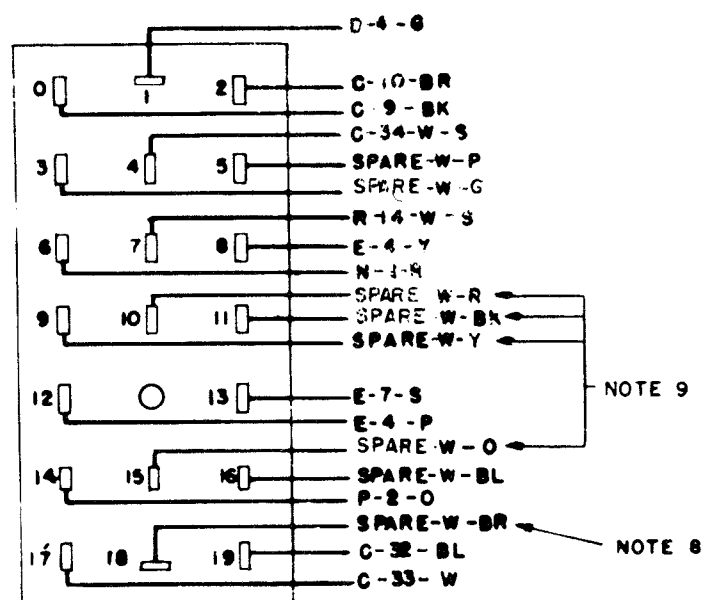 D-4-G
0 1 2 C-10-BR
C-9-BK
C-34-W-S
3 4 5 SPARE-W-P
SPARE-W-G
R-14-W-S
6 7 8 E-4-Y
9 10 11 SPARE W-R
SPARE-W-BK
SPARE-W-Y
NOTE 9
12 13 E-7-S
E-4-P
SPARE-W-O
14 15 16 SPARE-W-BL
P-2-O
SPARE-W-BR
17 18 19 C-32-BL
NOTE 8
C-33-W